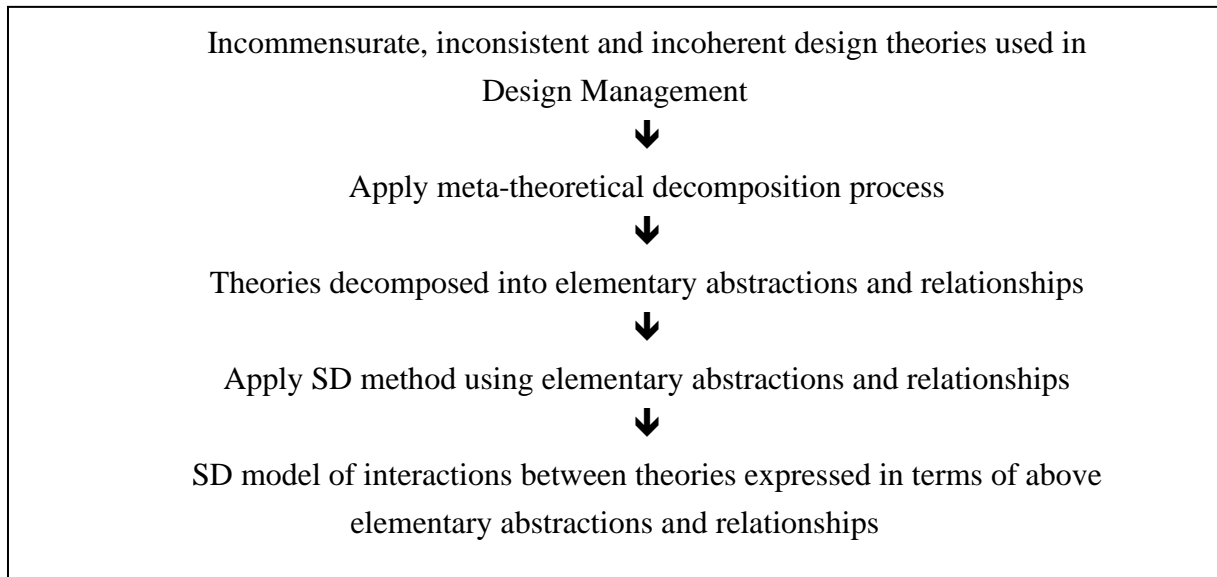 Incommensurate, inconsistent and incoherent design theories used in
Design Management
Apply meta-theoretical decomposition process
Theories decomposed into elementary abstractions and relationships
Apply SD method using elementary abstractions and relationships
SD model of interactions between theories expressed in terms of above
elementary abstractions and relationships